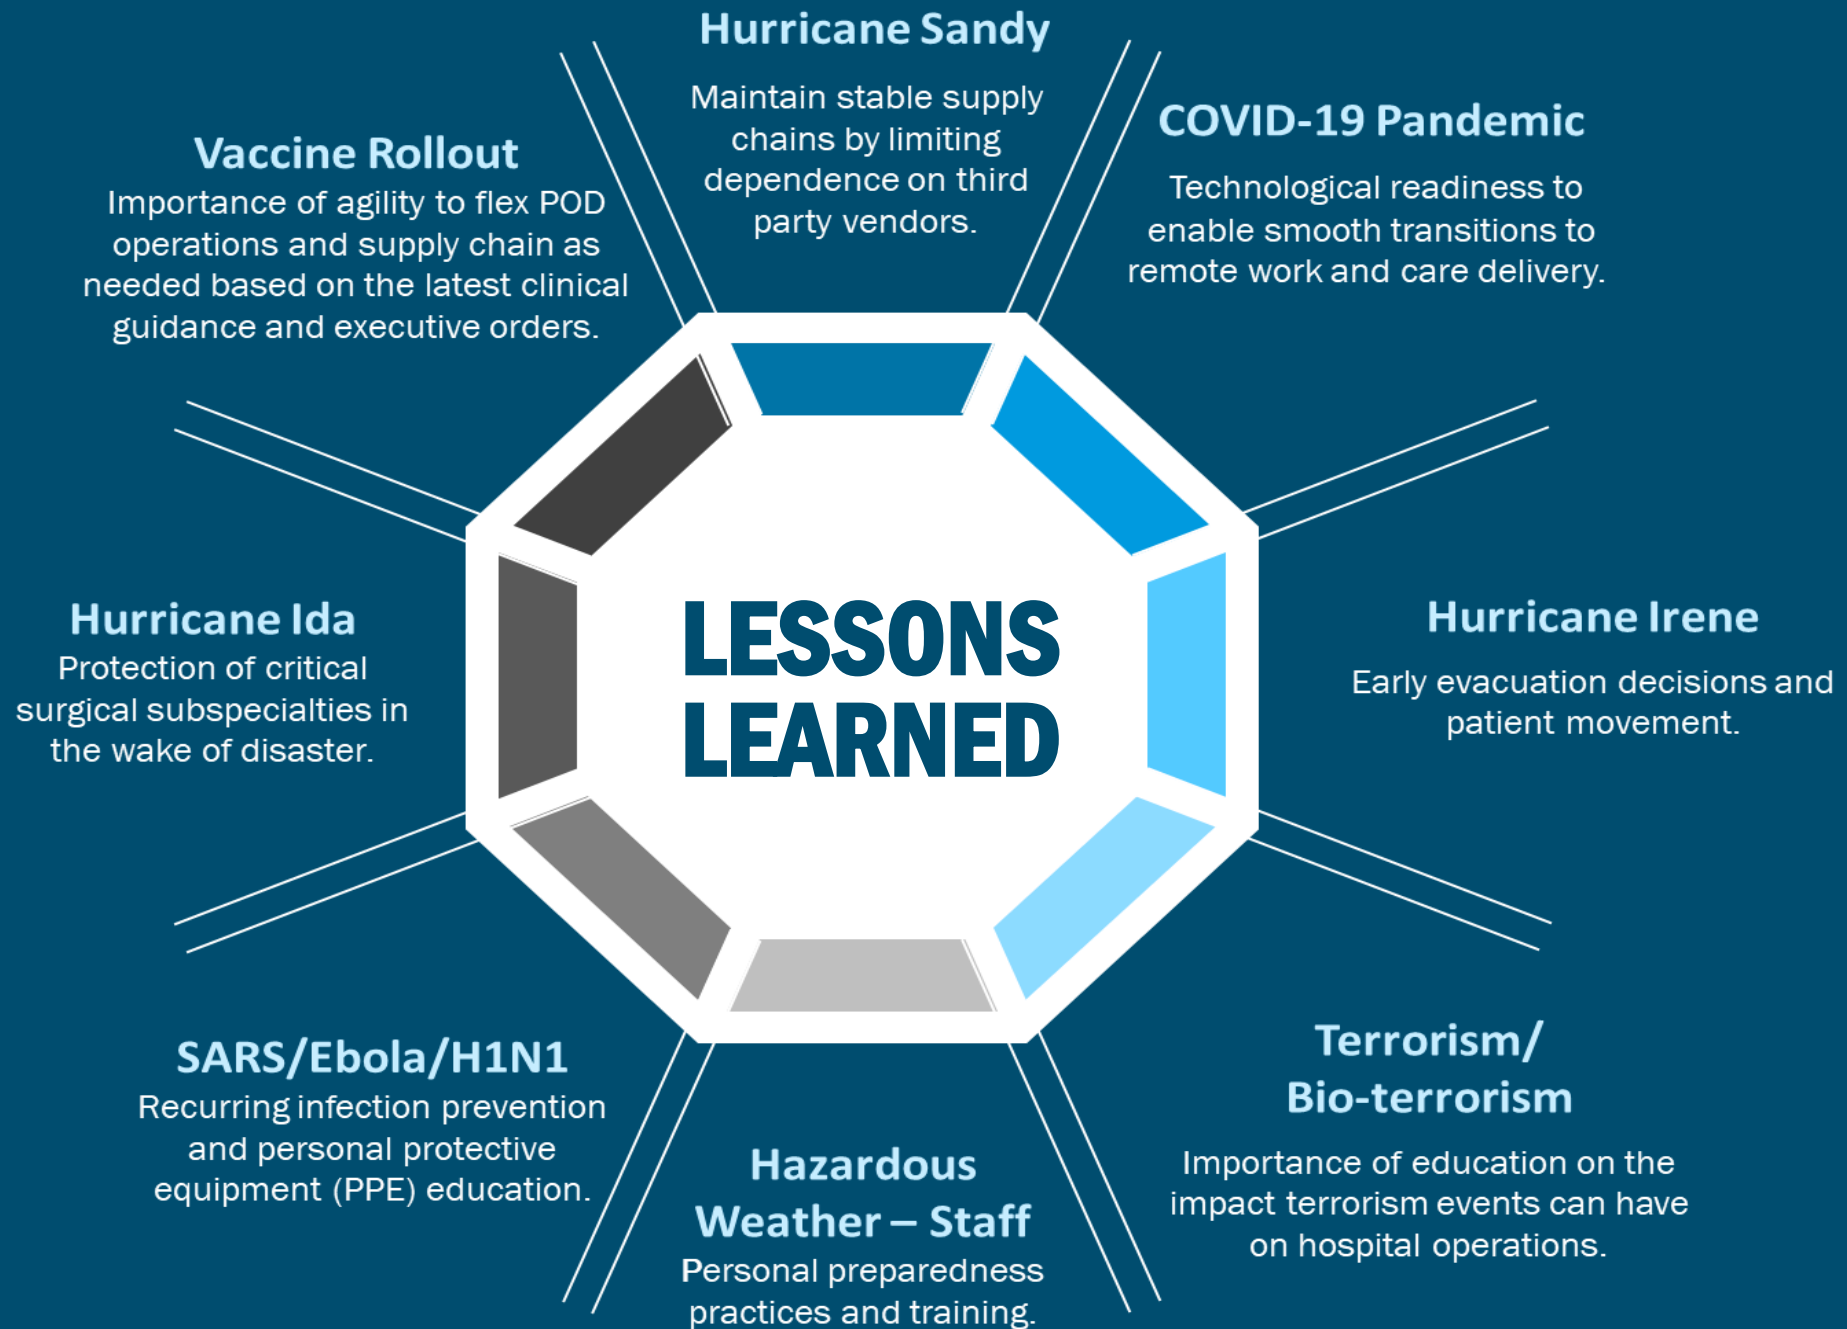 Hurricane Sandy
Maintain stable supply
chains by limiting
dependence on third
party vendors.
COVID-19 Pandemic
Technological readiness to
enable smooth transitions to
remote work and care delivery.
Hurricane Irene
Early evacuation decisions and
patient movement.
Terrorism/
Bio-terrorism
Importance of education on the
impact terrorism events can have
on hospital operations.
Hazardous
Weather – Staff
Personal preparedness
practices and training.
SARS/Ebola/H1N1
Recurring infection prevention
and personal protective
equipment (PPE) education.
Hurricane Ida
Protection of critical
surgical subspecialties in
the wake of disaster.
Vaccine Rollout
Importance of agility to flex POD
operations and supply chain as
needed based on the latest clinical
guidance and executive orders.
LESSONS
LEARNED